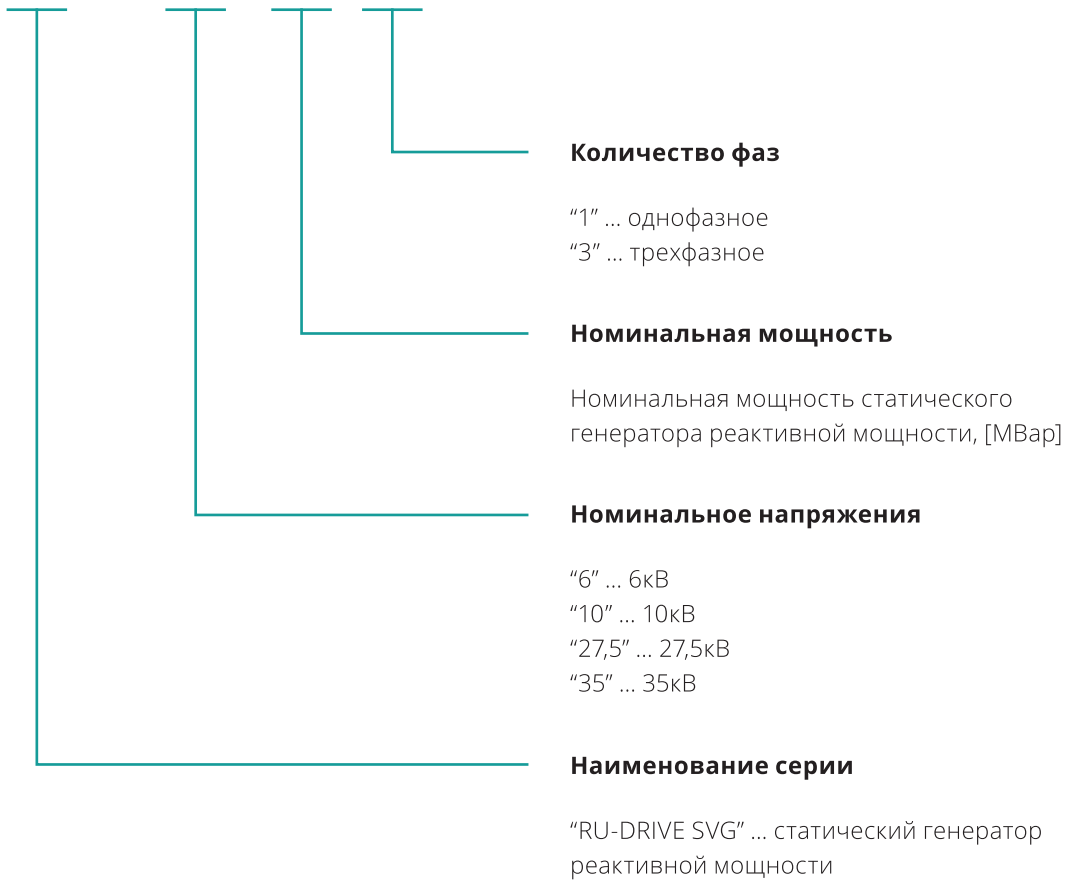 Количество фаз
“1” ... однофазное
“3” ... трехфазное
Номинальная мощность
Номинальная мощность статического
генератора реактивной мощности, [МВар]
Номинальное напряжения
“6” ... 6кВ
“10” ... 10кВ
“27,5” ... 27,5кВ
“35” ... 35кВ
Наименование серии
“RU-DRIVE SVG” ... статический генератор
реактивной мощности